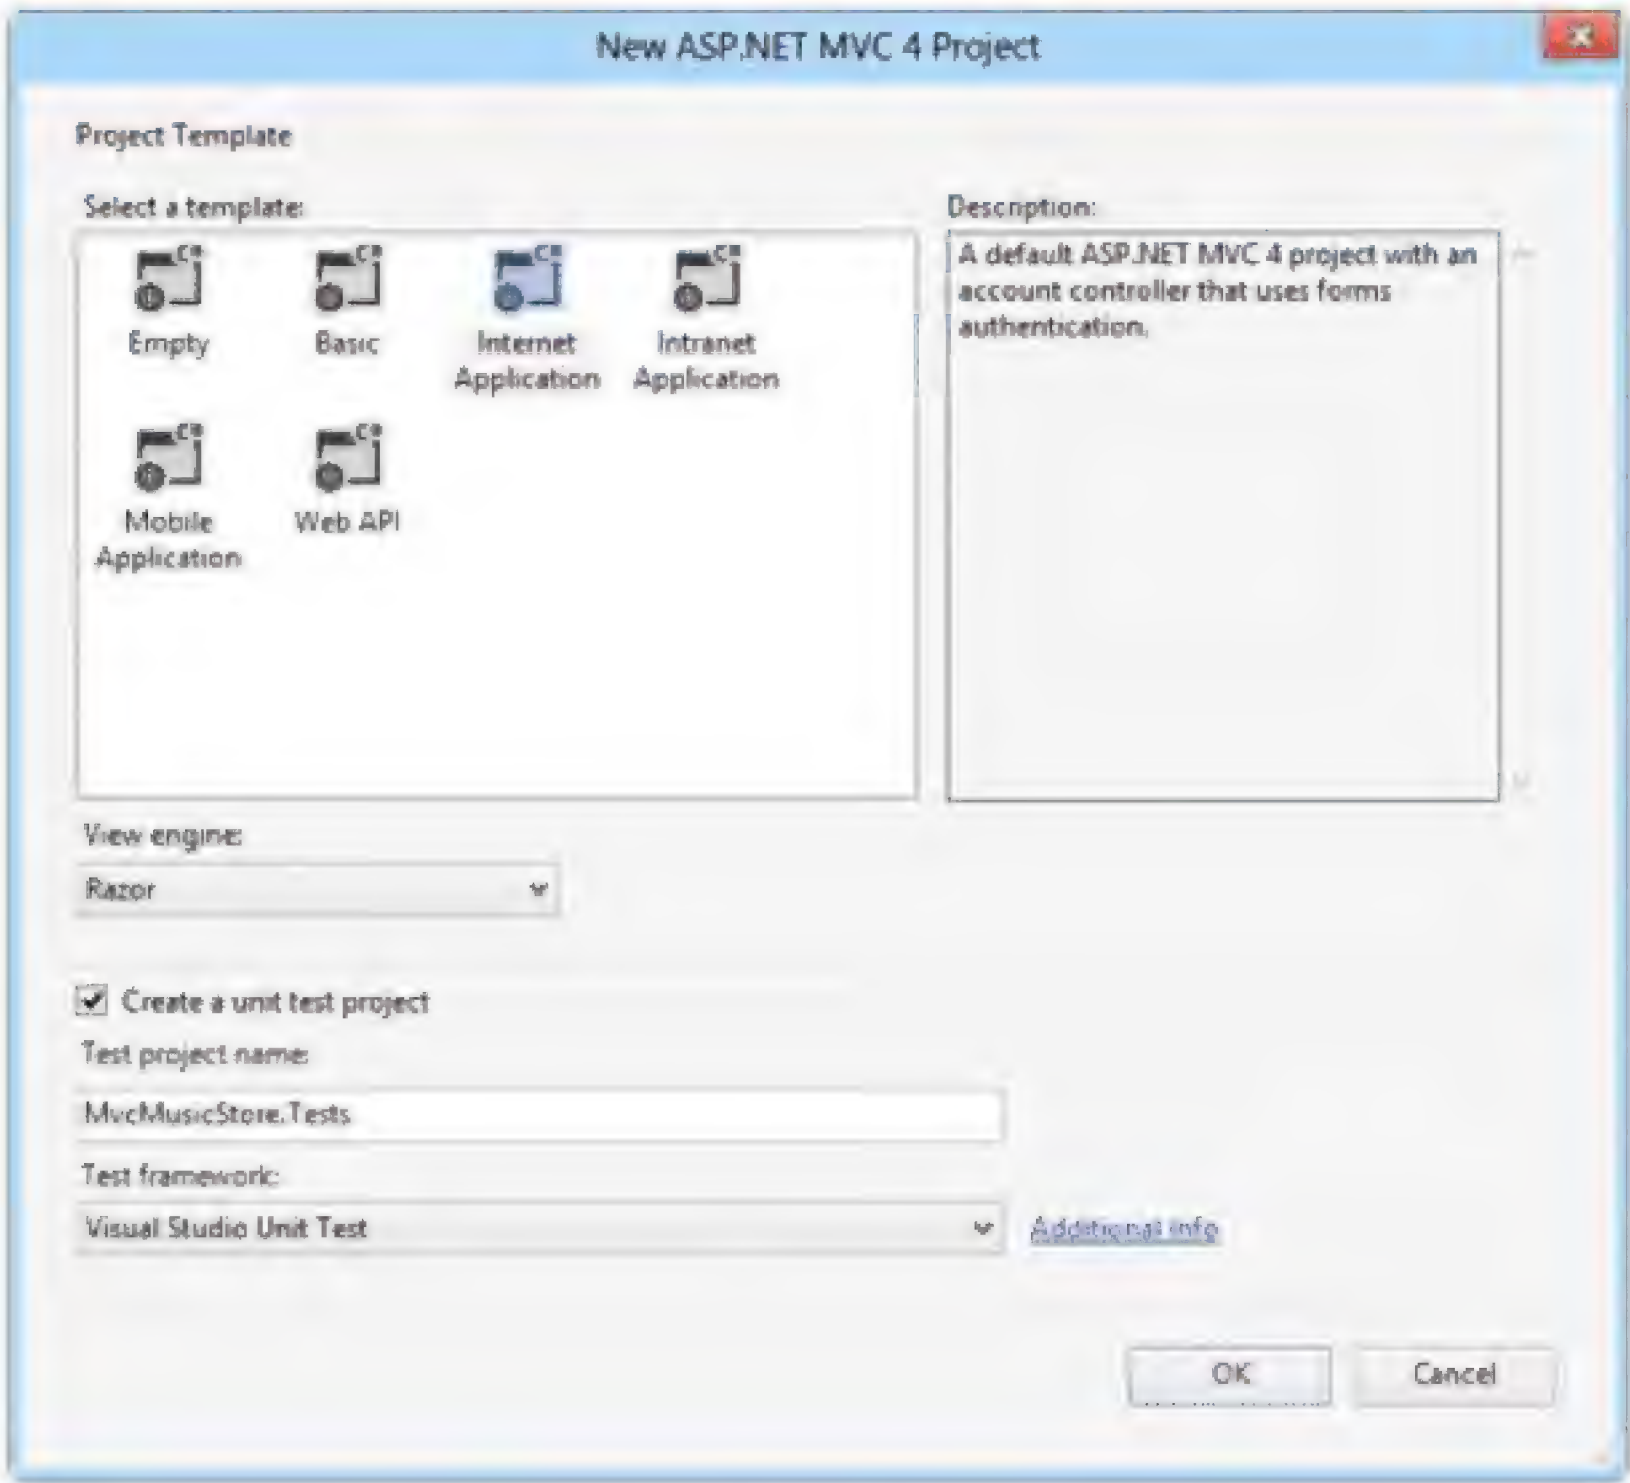 New ASP.NET MVC 4 Project
Project Template
Select a template:
Description:
Empty
Basic
Internet
Application
Intranet
Application
Mobile
Application
Web API
A default ASP.NET MVC 4 project with an
account controller that uses forms
authentication.
View engine:
Razor
Create a unit test project
Test project name:
MvcMusicStore.Tests
Test framework:
Visual Studio Unit Test
Additional info
OK
Cancel